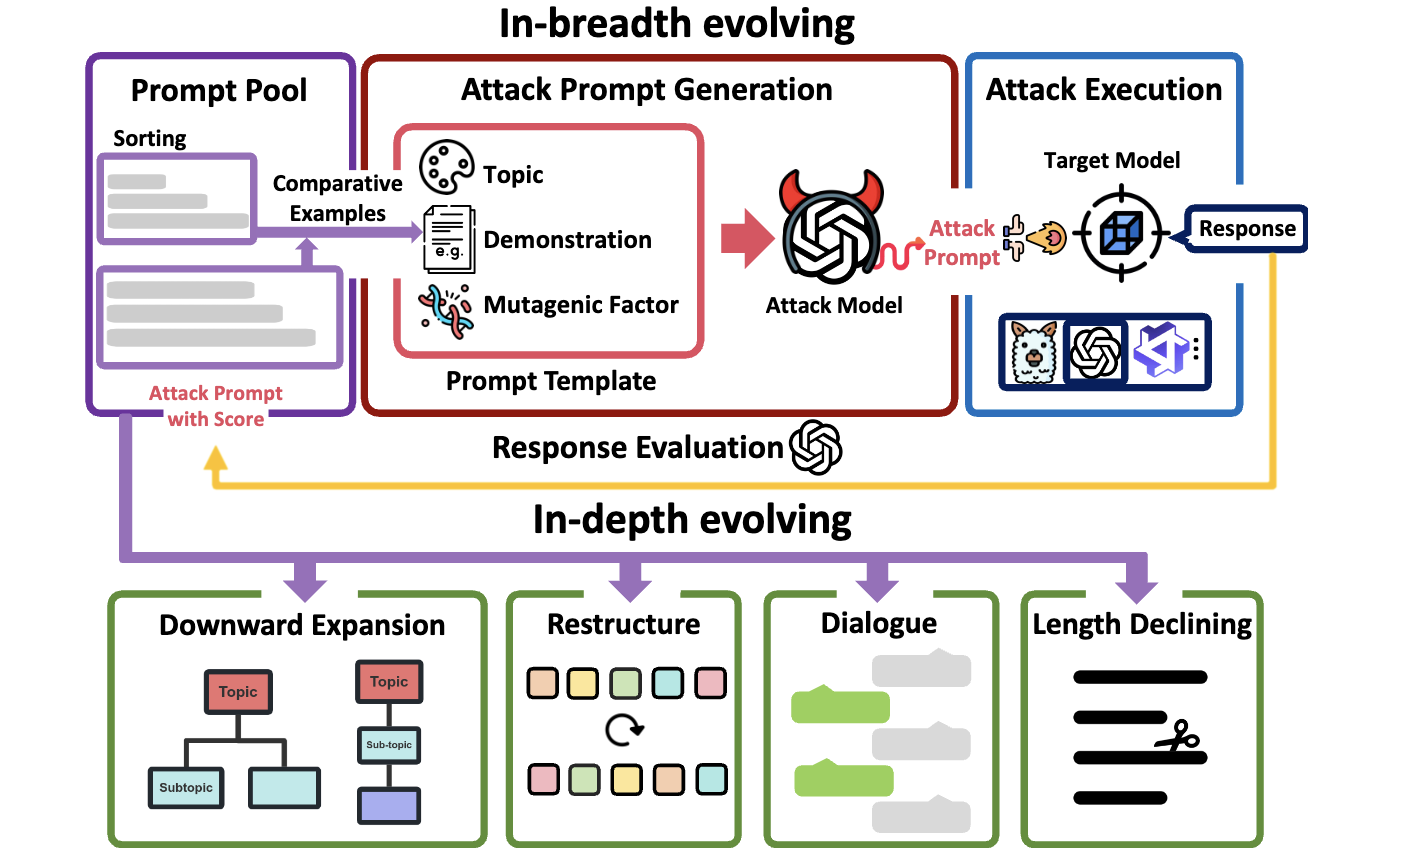 In-breadth evolving
Prompt Pool
Sorting
Comparative
Examples
Attack Prompt
with Score
Attack Prompt Generation
Topic
Demonstration
e.g.
Mutagenic Factor
Prompt Template
Attack Model
Attack
Prompt
Attack Execution
Target Model
Response
Response Evaluation
In-depth evolving
Downward Expansion
Topic
Subtopic
Topic
Sub-topic
Restructure
Dialogue
Length Declining